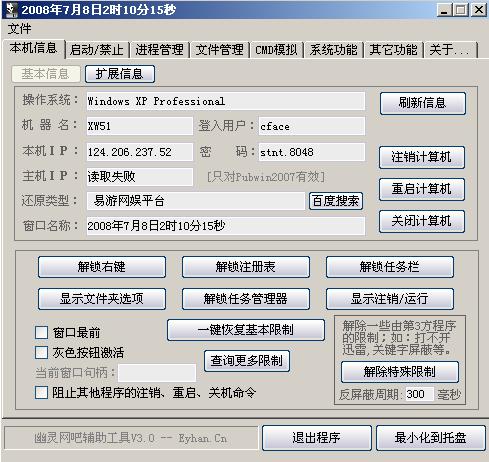 2008年7月8日2时10分15秒
文件
本机信息 启动/禁止 进程管理 文件管理 CMD模拟 系统功能 其它功能 关于...
基本信息 扩展信息
操作系统： Windows XP Professional 刷新信息
机 器 名： XW51 登入用户： cface
本机IP： 124.206.237.52 密 码： stnt.8048 注销计算机
主机IP： 读取失败 [只对Pubwin2007有效] 重启计算机
还原类型： 易游网娱平台 百度搜索
窗口名称： 2008年7月8日2时10分15秒 关闭计算机
解锁右键 解锁注册表 解锁任务栏
显示文件夹选项 解锁任务管理器 显示注销/运行
窗口最前 一键恢复基本限制 解除一些由第3方程序
的限制;如：打不开
迅雷,关键字屏蔽等。
灰色按钮激活 查询更多限制
当前窗口句柄： 解除特殊限制
阻止其他程序的注销、重启、关机命令 反屏蔽周期: 300 毫秒
幽灵网吧辅助工具V3.0 -- Eyhan.Cn 退出程序 最小化到托盘